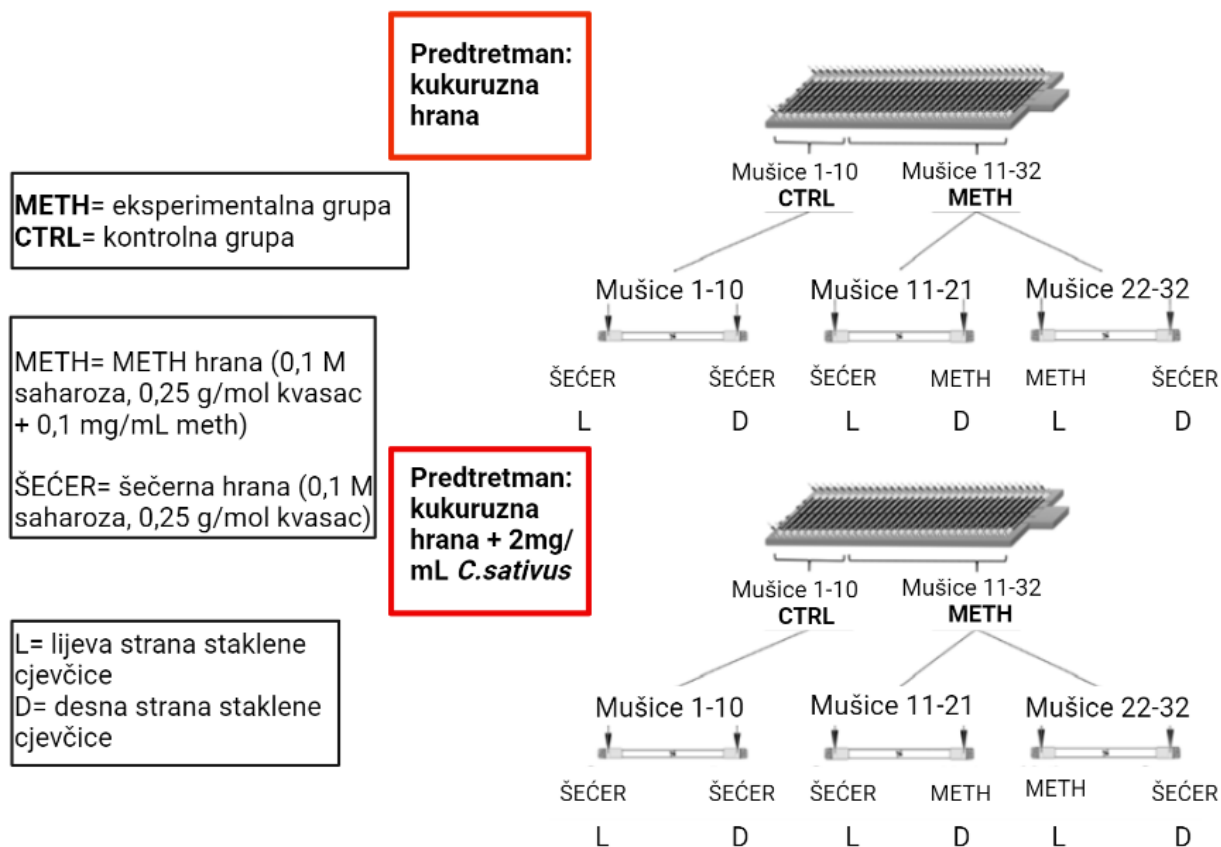 Predtretman:
kukuruzna
hrana
Mušice 1-10
CTRL
Mušice 11-32
METH
METH= eksperimentalna grupa
CTRL= kontrolna grupa
Mušice 1-10
Mušice 11-21
Mušice 22-32
ŠEĆER
ŠEĆER
ŠEĆER
METH
METH
ŠEĆER
L
D
L
D
L
D
METH= METH hrana (0,1 M
saharoza, 0,25 g/mol kvasac
+ 0,1 mg/mL meth)
ŠEĆER= šečerna hrana (0,1 M
saharoza, 0,25 g/mol kvasac)
Predtretman:
kukuruzna
hrana + 2mg/
mL C.sativus
Mušice 1-10
CTRL
Mušice 11-32
METH
L= lijeva strana staklene
cjevčice
D= desna strana staklene
cjevčice
Mušice 1-10
Mušice 11-21
Mušice 22-32
ŠEĆER
ŠEĆER
ŠEĆER
METH
METH
ŠEĆER
L
D
L
D
L
D